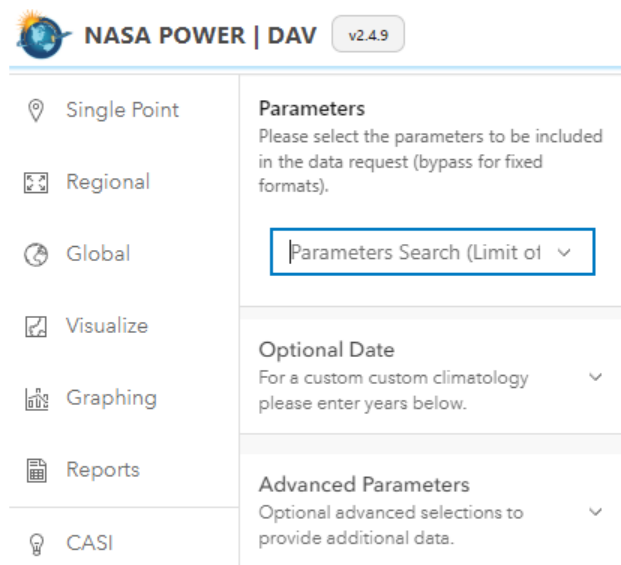 NASA POWER | DAV v2.4.9
Single Point
Regional
Global
Visualize
Graphing
Reports
CASI
Parameters
Please select the parameters to be included
in the data request (bypass for fixed
formats).
Parameters Search (Limit of
Optional Date
For a custom custom climatology
please enter years below.
Advanced Parameters
Optional advanced selections to
provide additional data.